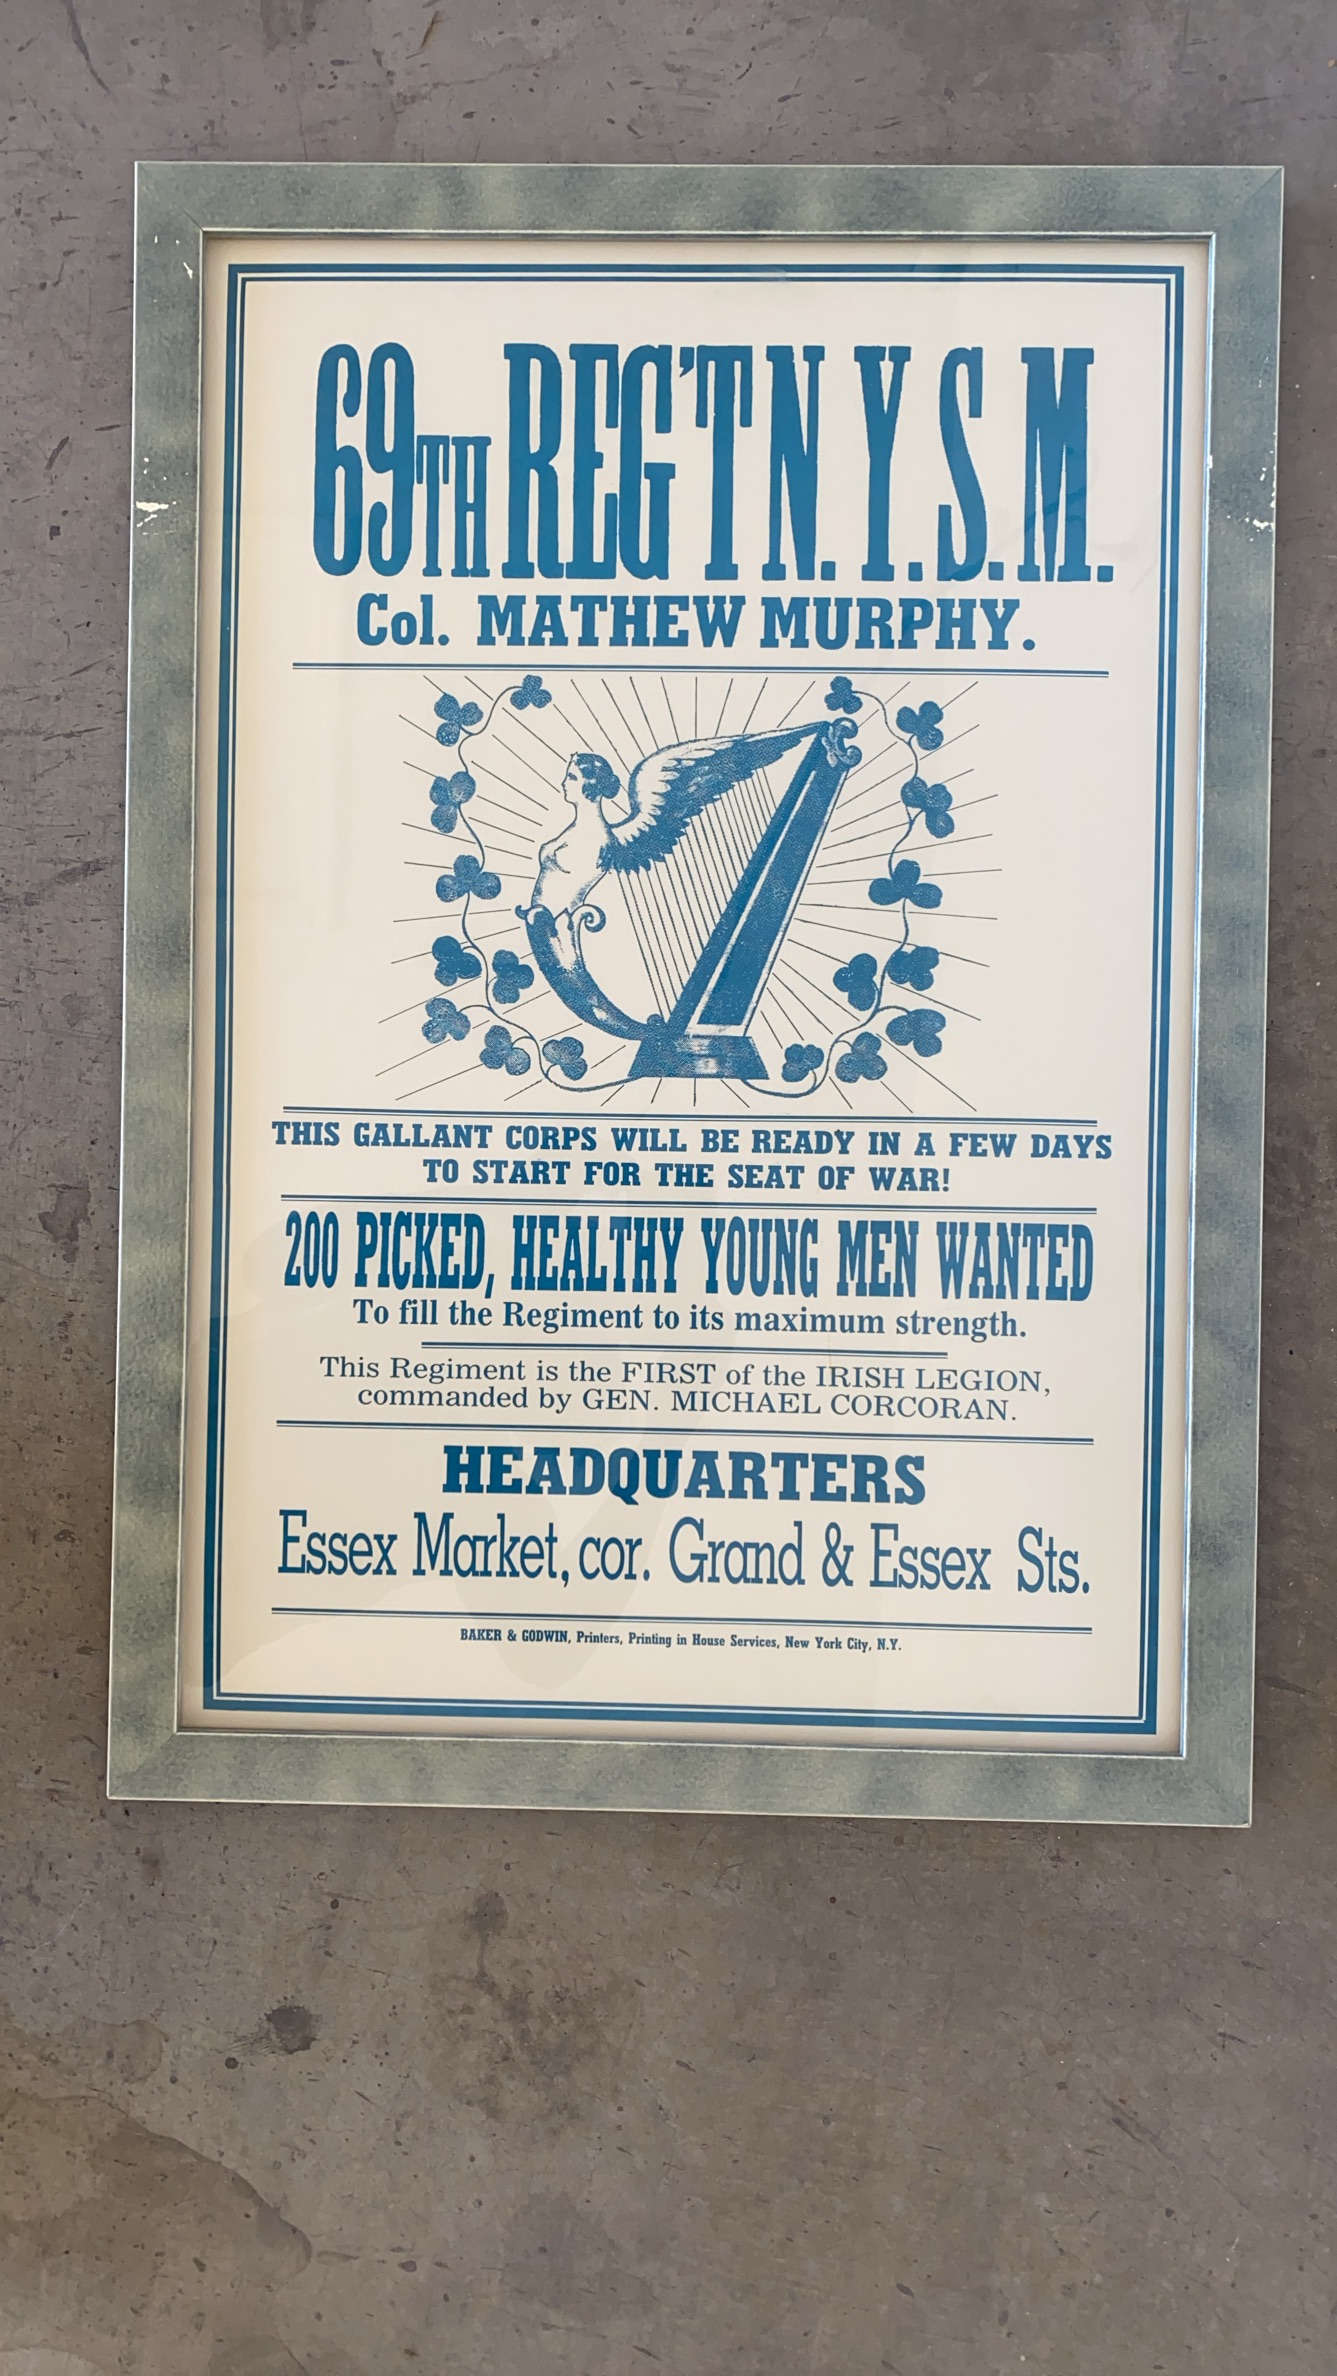 69TH REG'T N.Y.S.M.
Col. MATHEW MURPHY.
THIS GALLANT CORPS WILL BE READY IN A FEW DAYS
TO START FOR THE SEAT OF WAR!
200 PICKED, HEALTHY YOUNG MEN WANTED
To fill the Regiment to its maximum strength.
This Regiment is the FIRST of the IRISH LEGION,
commanded by GEN. MICHAEL CORCORAN.
HEADQUARTERS
Essex Market, cor. Grand & Essex Sts.
BAKER & GODWIN, Printers, Printing in House Services, New York City, N.Y.